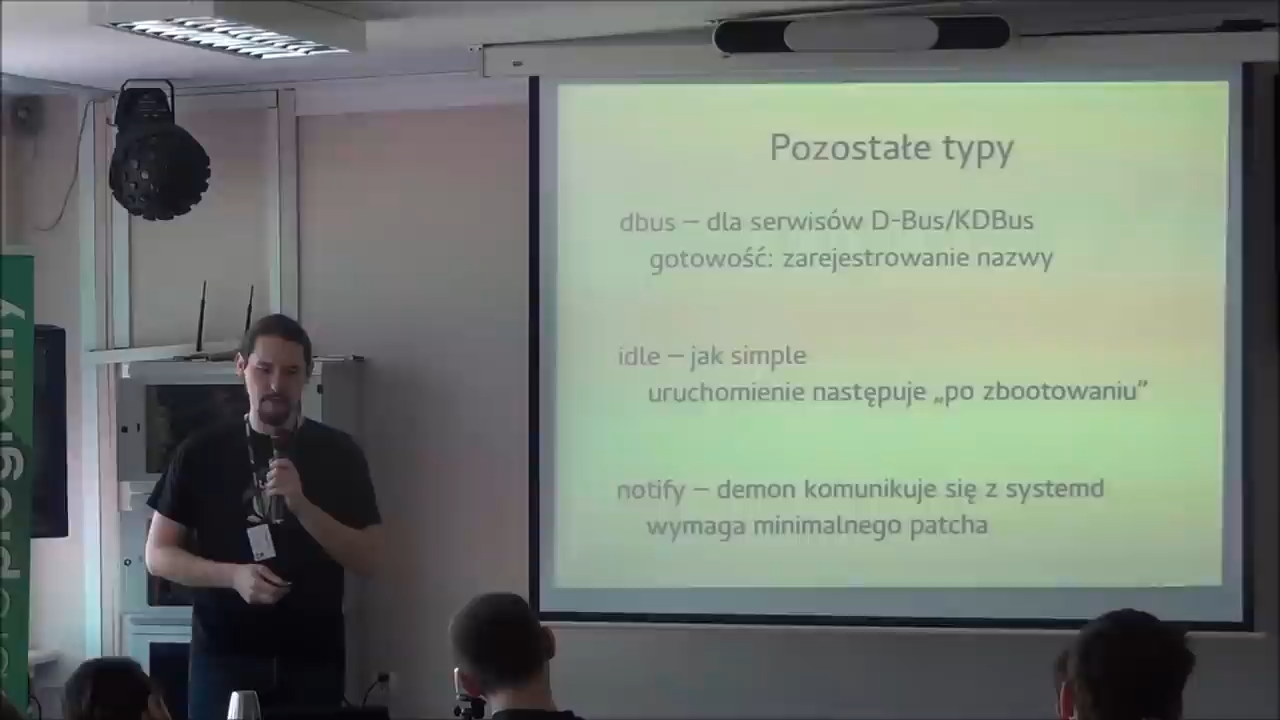 Pozostałe typy
dbus – dla serwisów D-Bus/KDBus
gotowość: zarejestrowanie nazwy
idle – jak simple
uruchomienie następuje „po zbootowaniu”
notify – demon komunikuje się z systemd
wymaga minimalnego patcha
programy